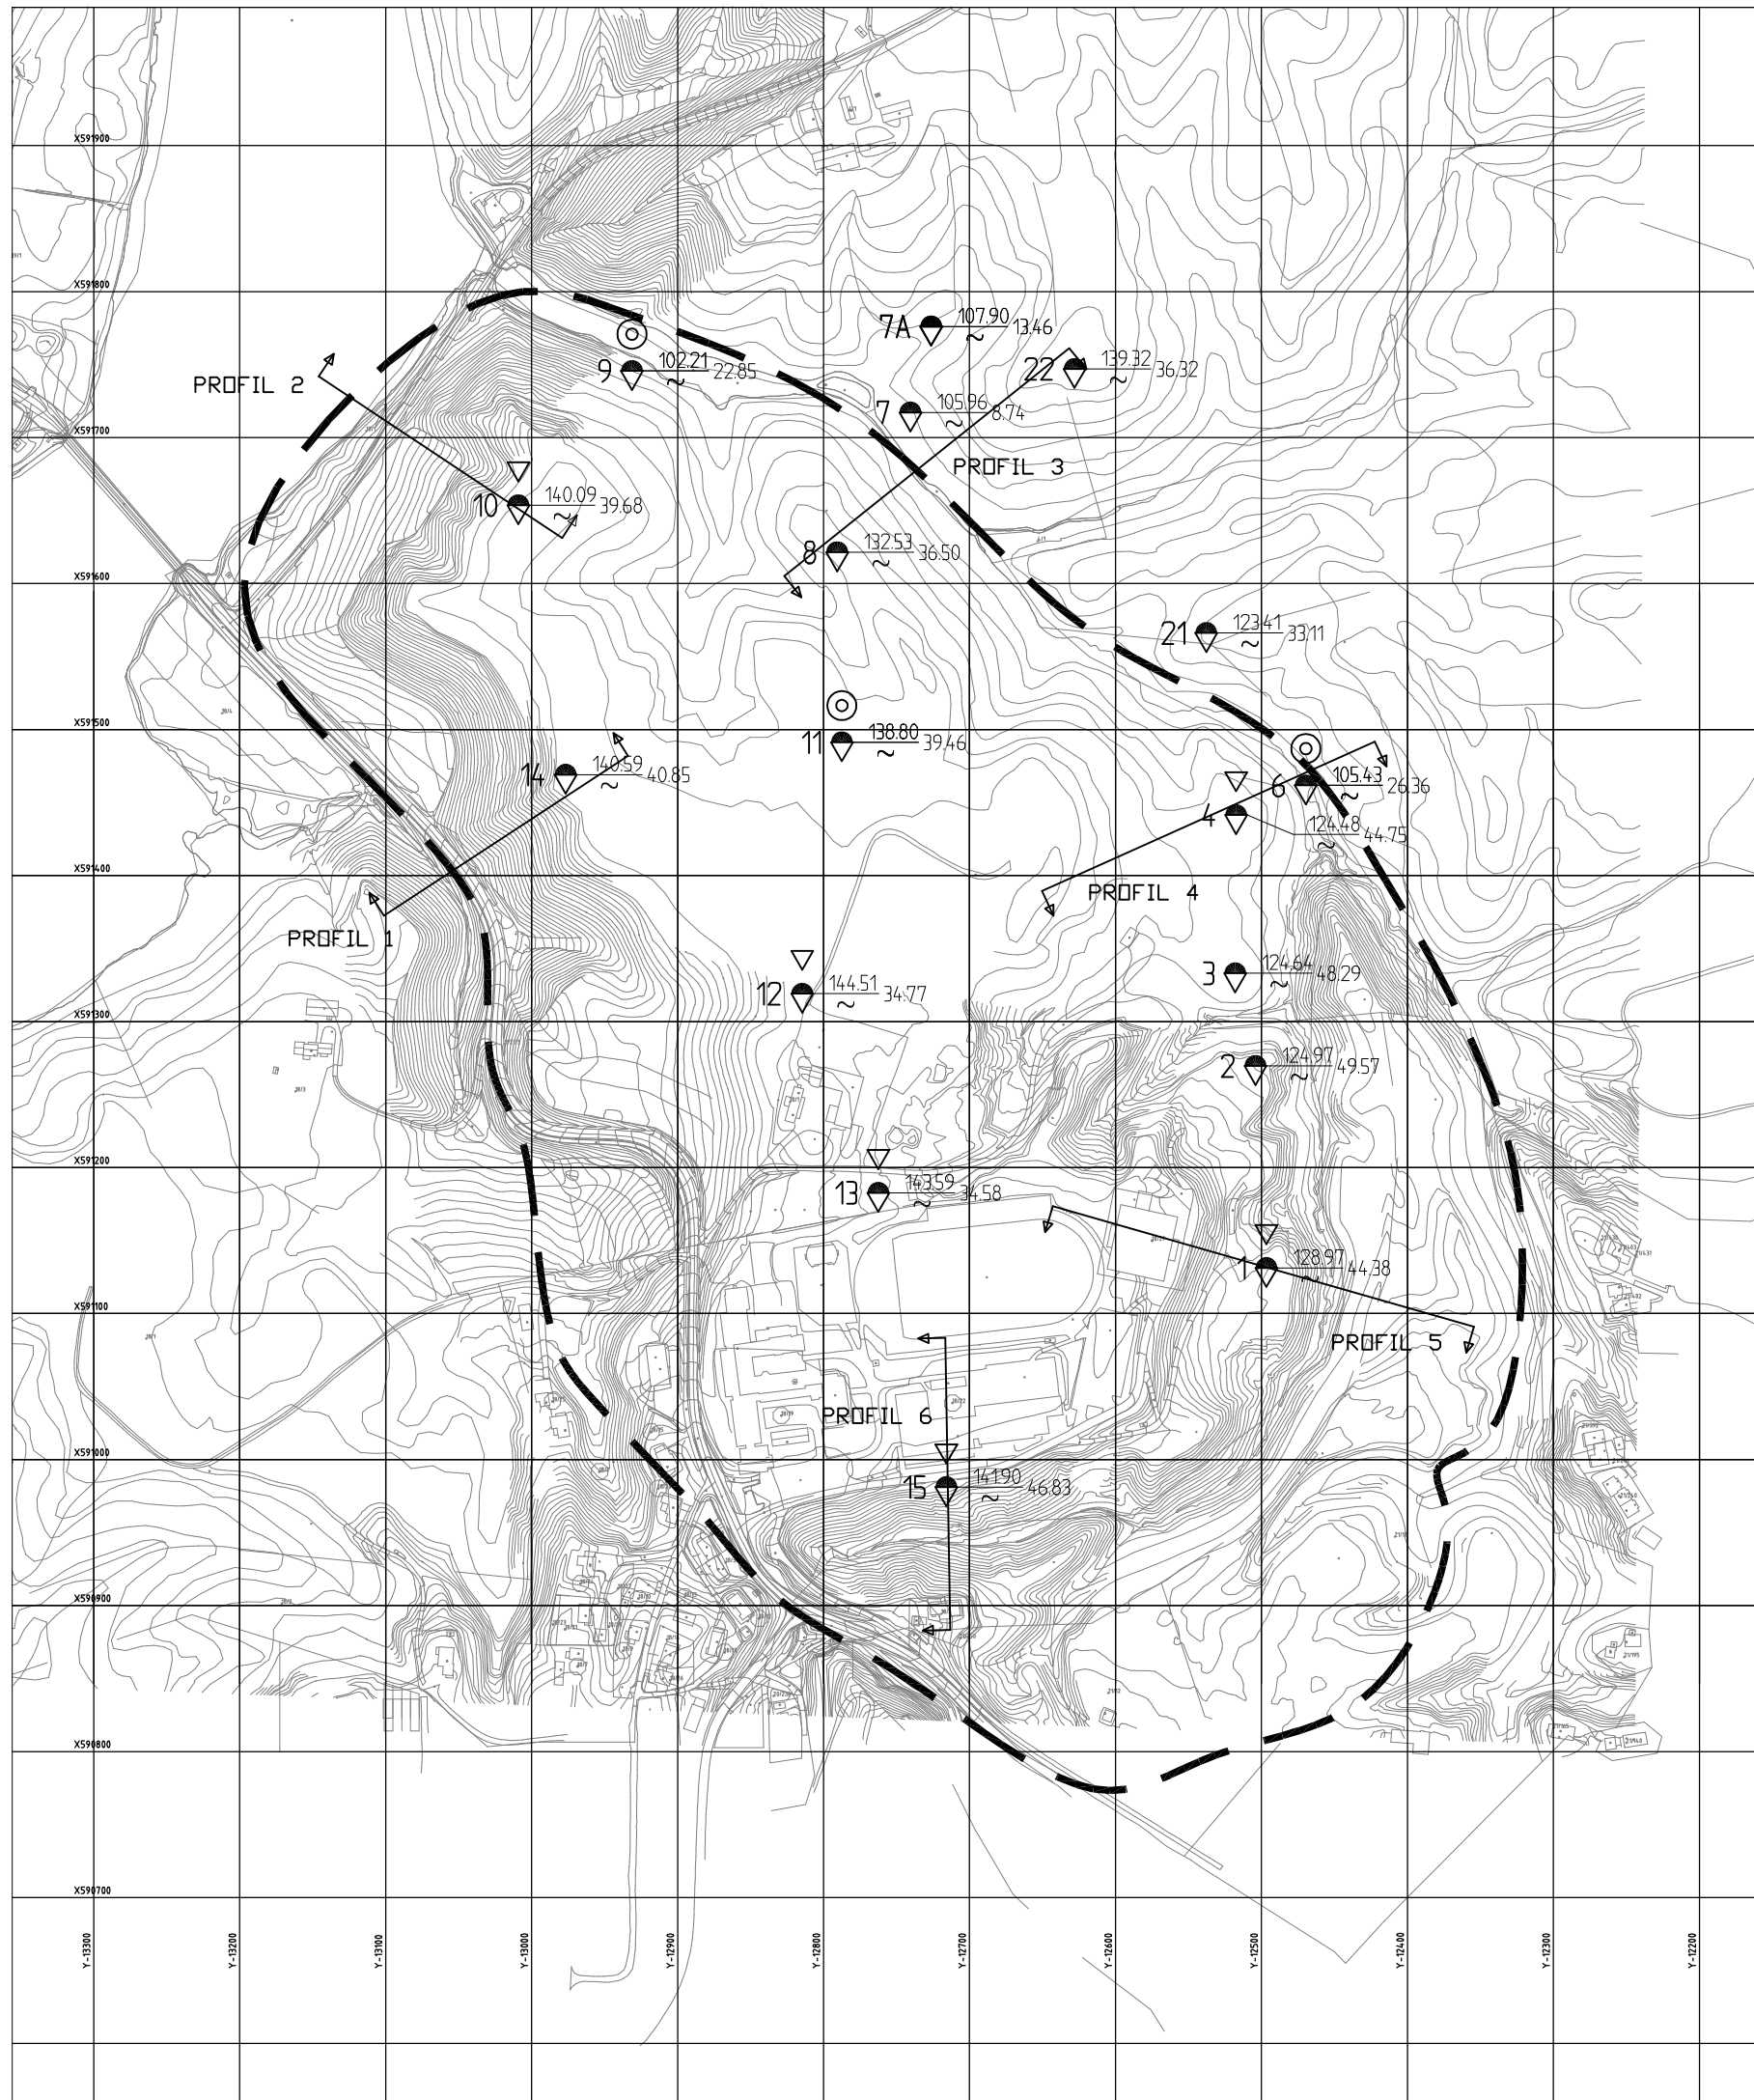 X591900
X591800
7A 107.90 13.46
9 102.21 22.85
22 139.32 36.32
PROFIL 2
7 105.96 8.74
X591700
PROFIL 3
10 140.09 39.68
8 132.53 36.50
X591600
21 123.41 33.11
X591500
11 138.80 39.46
14 140.59 40.85
6 105.43 26.36
4 124.48 44.75
X591400
PROFIL 4
PROFIL 1
3 124.64 48.29
12 144.51 34.77
X591300
2 124.97 49.57
X591200
13 143.59 34.58
1 128.97 44.38
X591100
PROFIL 5
PROFIL 6
X591000
15 141.90 46.83
X590900
X590800
X590700
Y-13300
Y-13200
Y-13100
Y-13000
Y-12900
Y-12800
Y-12700
Y-12600
Y-12500
Y-12400
Y-12300
Y-12200